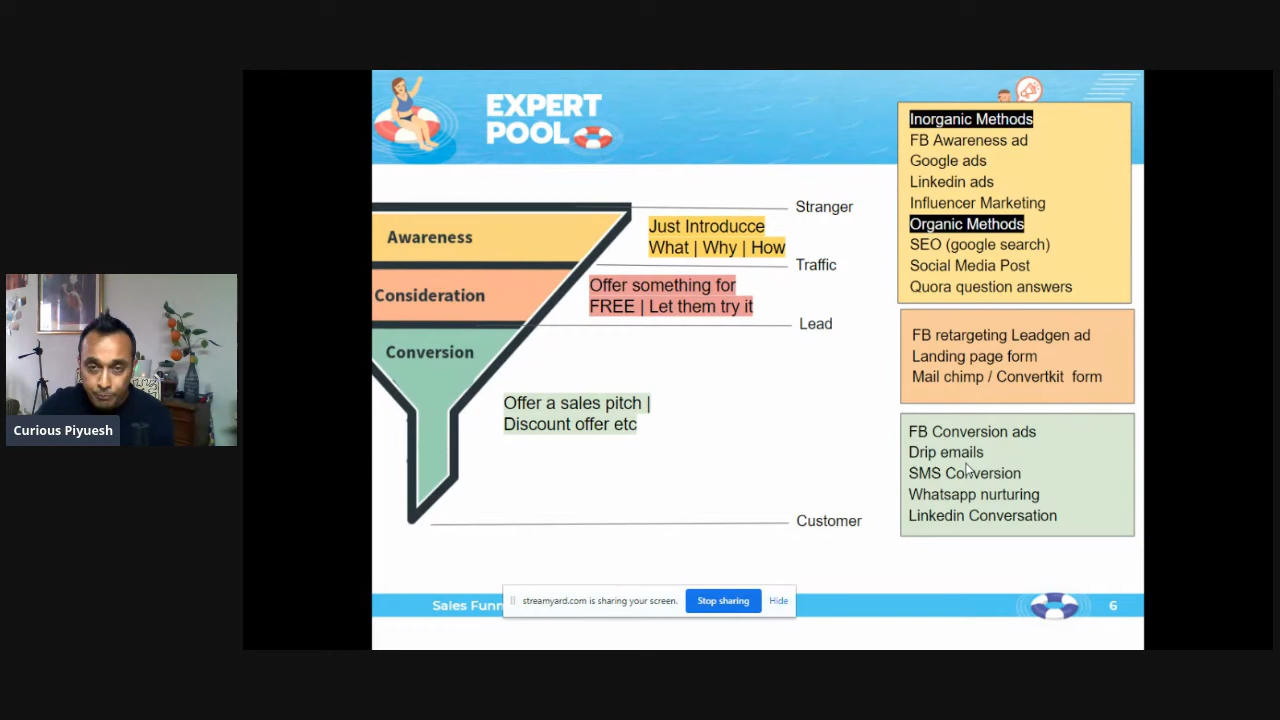 EXPERT
POOL
Inorganic Methods
FB Awareness ad
Google ads
Linkedin ads
Influencer Marketing
Organic Methods
SEO (google search)
Social Media Post
Quora question answers
Stranger
Awareness
Just Introducce
What | Why | How
Traffic
Consideration
Offer something for
FREE | Let them try it
Lead
FB retargeting Leadgen ad
Landing page form
Mail chimp / Convertkit form
Conversion
Offer a sales pitch |
Discount offer etc
FB Conversion ads
Drip emails
SMS Conversion
Whatsapp nurturing
Linkedin Conversation
Customer
Curious Piyuesh
streamyard.com is sharing your screen.
Stop sharing
Hide
Sales Funn
6